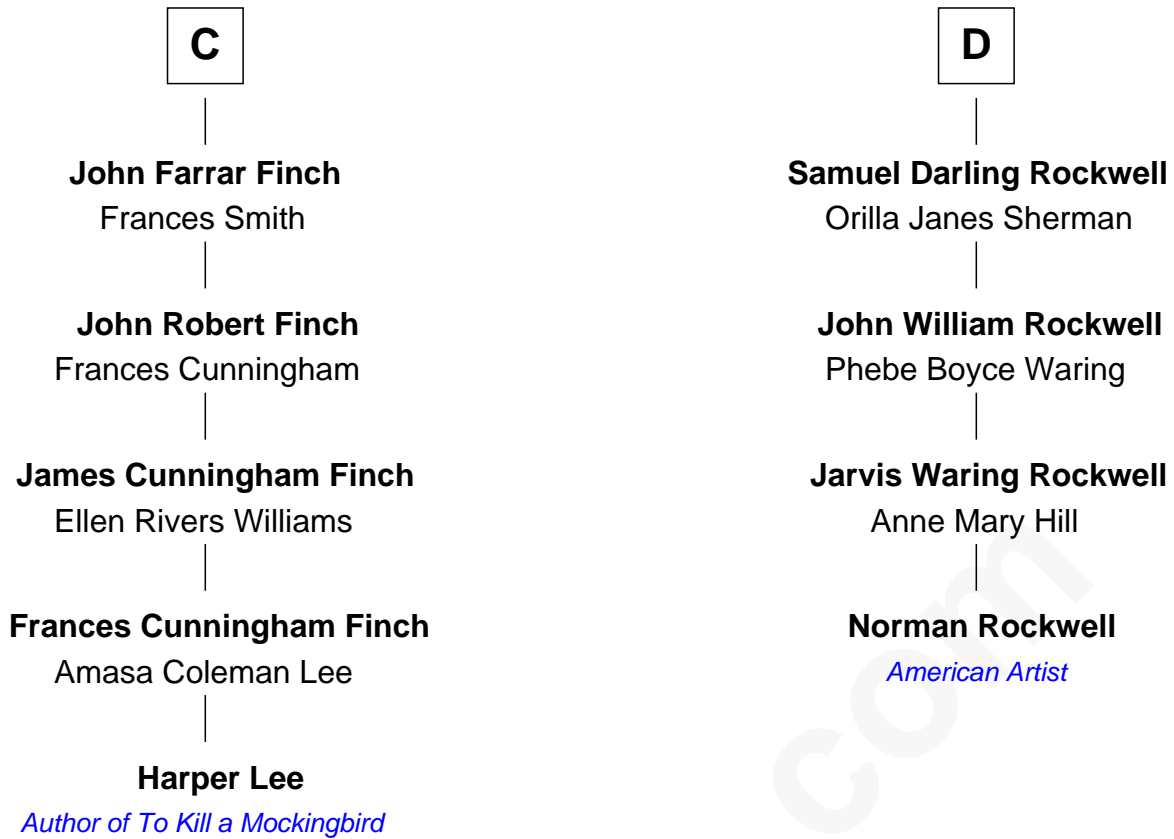 C
John Farrar Finch
Frances Smith
John Robert Finch
Frances Cunningham
James Cunningham Finch
Ellen Rivers Williams
Frances Cunningham Finch
Amasa Coleman Lee
Harper Lee
Author of To Kill a Mockingbird
D
Samuel Darling Rockwell
Orilla Janes Sherman
John William Rockwell
Phebe Boyce Waring
Jarvis Waring Rockwell
Anne Mary Hill
Norman Rockwell
American Artist
com